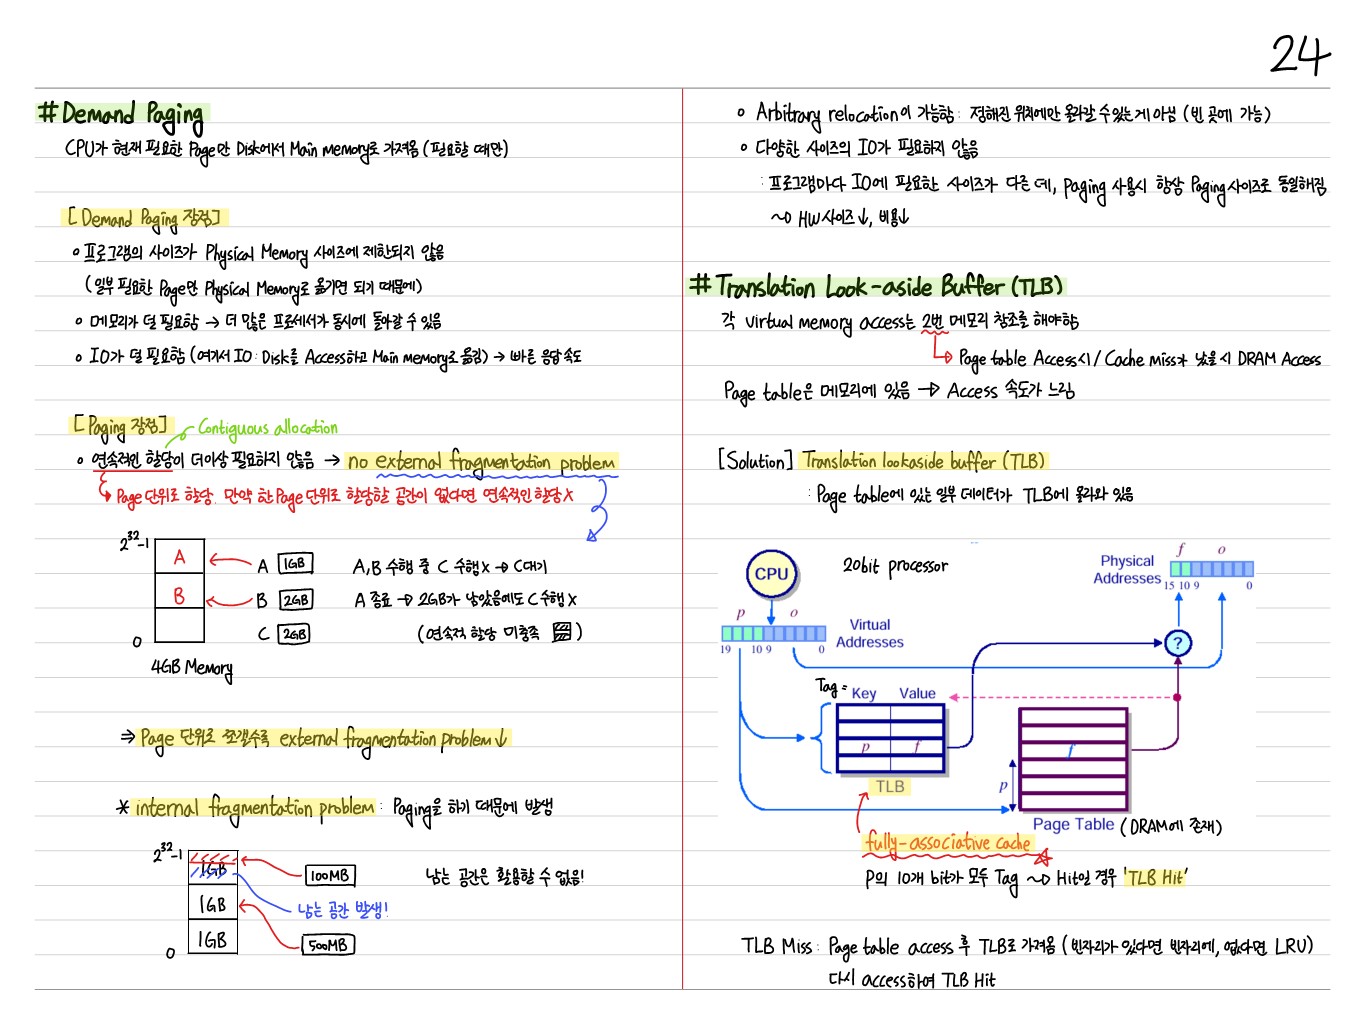 24
# Demand Paging
CPU가 현재 필요한 Page만 Disk에서 Main memory로 가져옴 (필요할 때만)
[Demand Paging 장점]
∘ 프로그램의 사이즈가 Physical Memory 사이즈에 제한되지 않음
(일부 필요한 Page만 Physical Memory로 옮기면 되기 때문에)
∘ 메모리가 덜 필요함 → 더 많은 프로세서가 동시에 돌아갈 수 있음
∘ IO가 덜 필요함 (여기서 IO : Disk를 Access하고 Main memory로 옮김) → 빠른 응답 속도
[Paging 장점]
Contiguous allocation
∘ 연속적인 할당이 더이상 필요하지 않음 → no external fragmentation problem
Page 단위로 할당. 만약 한 Page 단위로 할당할 공간이 없다면 연속적인 할당 X
2^32-1
A
B
0
4GB Memory
A 1GB
B 2GB
C 2GB
A,B 수행 중 C 수행 X → C대기
A 종료 → 2GB가 남았음에도 C 수행 X
(연속적 할당 미충족)
⇒ Page 단위로 쪼갤수록 external fragmentation problem↓
* internal fragmentation problem : Paging을 하기 때문에 발생
2^32-1
1GB
1GB
1GB
0
100MB
남는 공간 발생!
500MB
남는 공간은 활용할 수 없음!
∘ Arbitrary relocation이 가능함 : 정해진 위치에만 올라갈 수 있는게 아님 (빈 곳에 가능)
∘ 다양한 사이즈의 IO가 필요하지 않음
: 프로그램마다 IO에 필요한 사이즈가 다른 데, paging 사용시 항상 Paging 사이즈로 동일해짐
~> HW 사이즈↓, 비용↓
# Translation Look-aside Buffer (TLB)
각 virtual memory access는 2번 메모리 참조를 해야함
Page table Access시 / Cache miss가 났을 시 DRAM Access
Page table은 메모리에 있음 → Access 속도가 느림
[Solution] Translation lookaside buffer (TLB)
: Page table에 있는 일부 데이터가 TLB에 올라와 있음
CPU
20bit processor
p o
Virtual
Addresses
19 10 9 0
Physical
Addresses
f o
15 10 9 0
?
Tag =
Key Value
p f
TLB
f
p
Page Table (DRAM에 존재)
fully-associative cache
P의 10개 bit가 모두 Tag ~> Hit일 경우 'TLB Hit'
TLB Miss : Page table access 후 TLB로 가져옴 (빈자리가 있다면 빈자리에, 없다면 LRU)
다시 access하여 TLB Hit